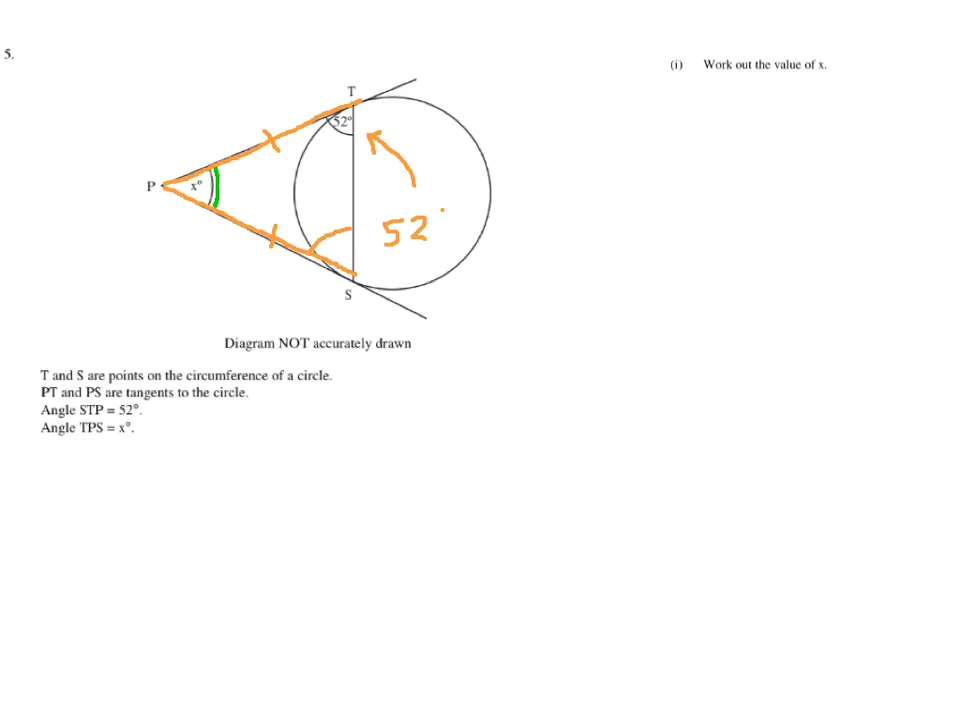 5.
(i) Work out the value of x.
T
52°
P
x°
52°
S
Diagram NOT accurately drawn
T and S are points on the circumference of a circle.
PT and PS are tangents to the circle.
Angle STP = 52°.
Angle TPS = x°.